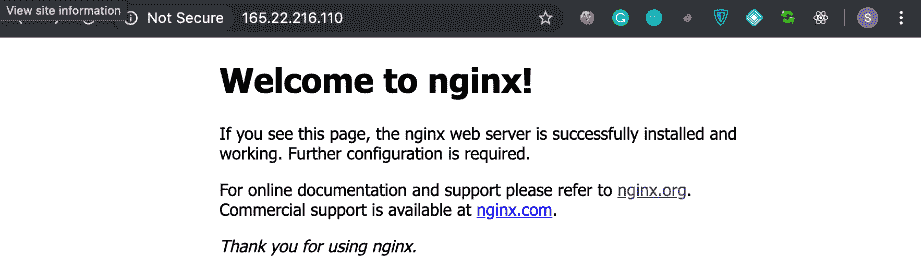 View site information
Not Secure 165.22.216.110
Welcome to nginx!
If you see this page, the nginx web server is successfully installed and
working. Further configuration is required.
For online documentation and support please refer to nginx.org.
Commercial support is available at nginx.com.
Thank you for using nginx.